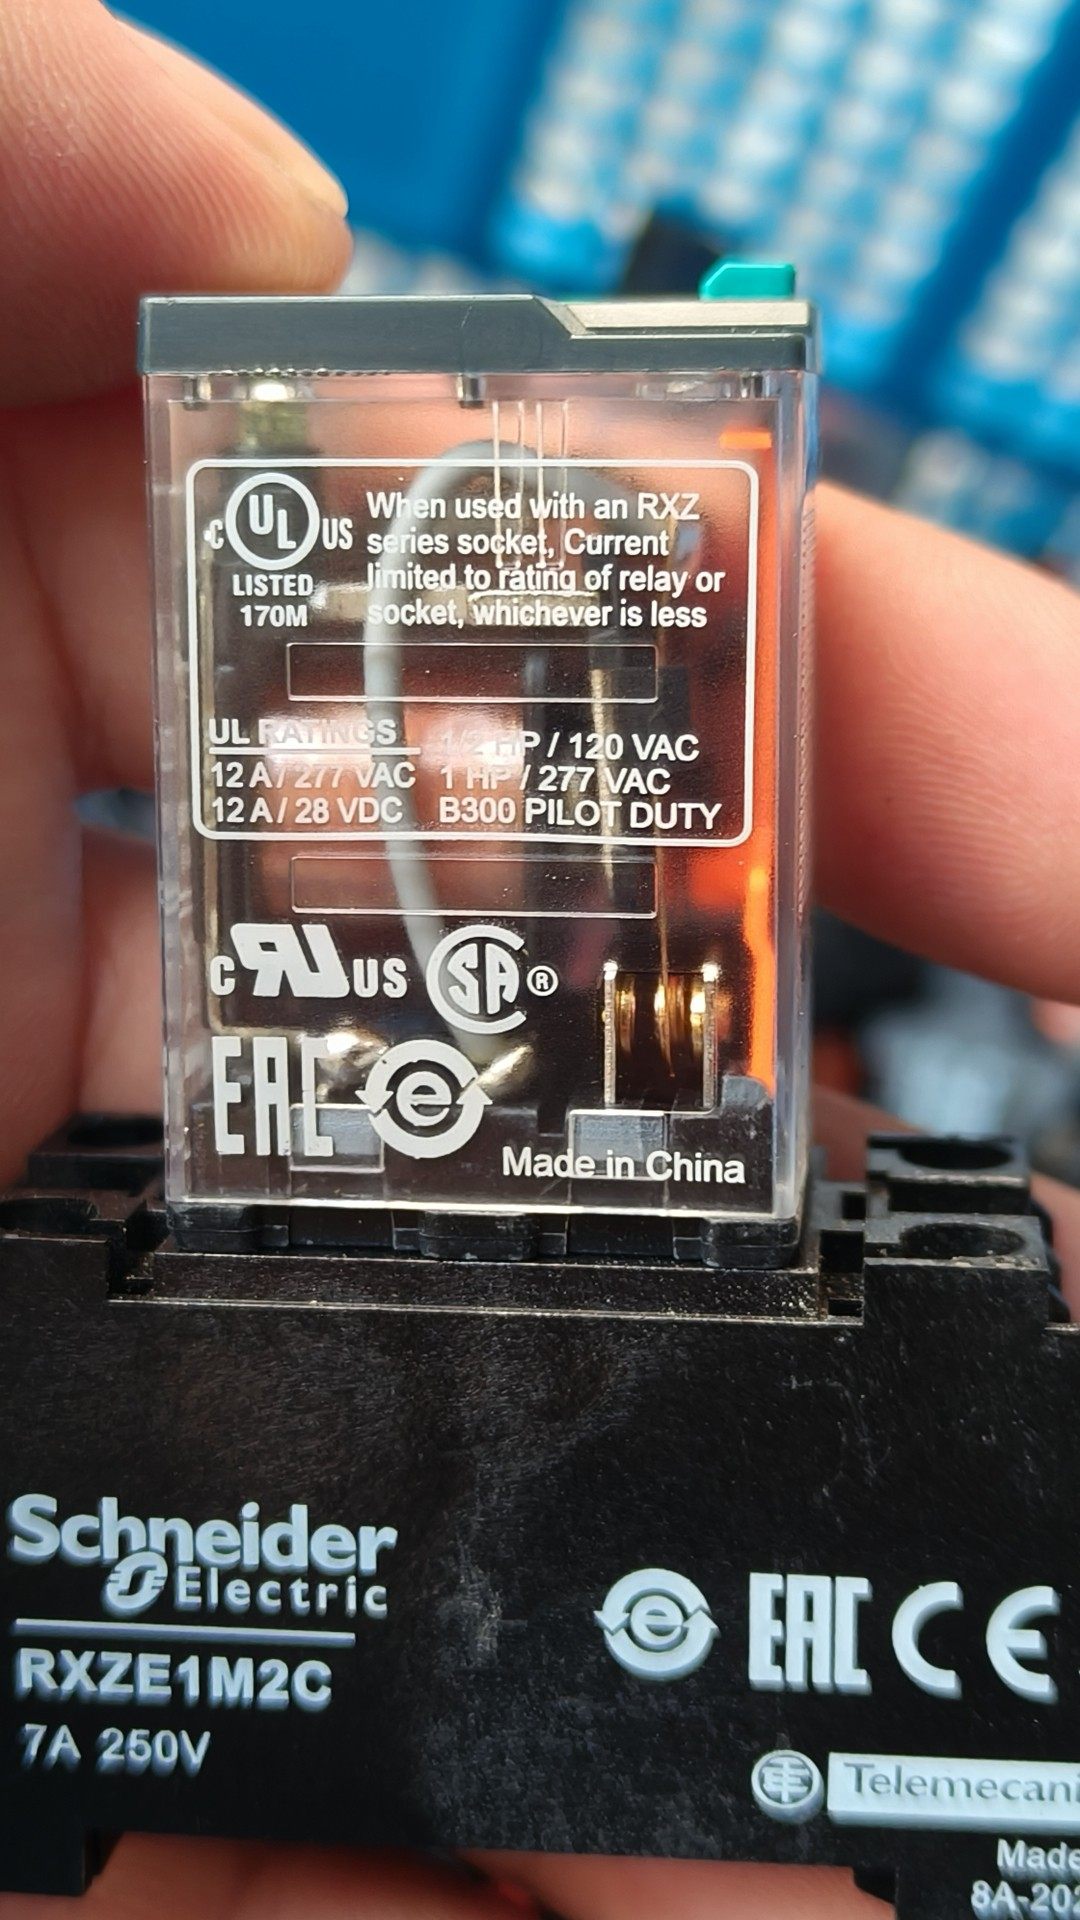 C UL US
LISTED
170M
When used with an RXZ
series socket, Current
limited to rating of relay or
socket, whichever is less
UL RATINGS
12 A / 277 VAC
12 A / 28 VDC
1/2 HP / 120 VAC
1 HP / 277 VAC
B300 PILOT DUTY
C RU US SA ®
EAC e
Made in China
Schneider
Electric
RXZE1M2C
7A 250V
e EAC CE
Telemecani
Made
8A-202